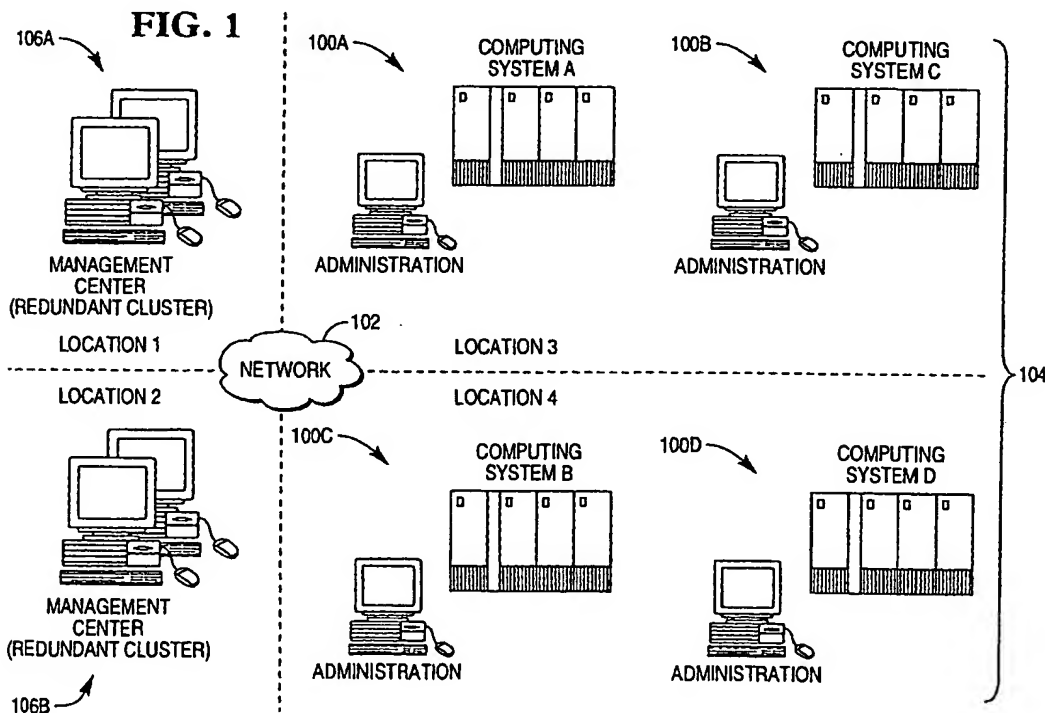 FIG. 1
106A
MANAGEMENT
CENTER
(REDUNDANT CLUSTER)
LOCATION 1
100A
COMPUTING
SYSTEM A
ADMINISTRATION
100B
COMPUTING
SYSTEM C
ADMINISTRATION
LOCATION 3
102
NETWORK
104
LOCATION 2
MANAGEMENT
CENTER
(REDUNDANT CLUSTER)
106B
LOCATION 4
100C
COMPUTING
SYSTEM B
ADMINISTRATION
100D
COMPUTING
SYSTEM D
ADMINISTRATION